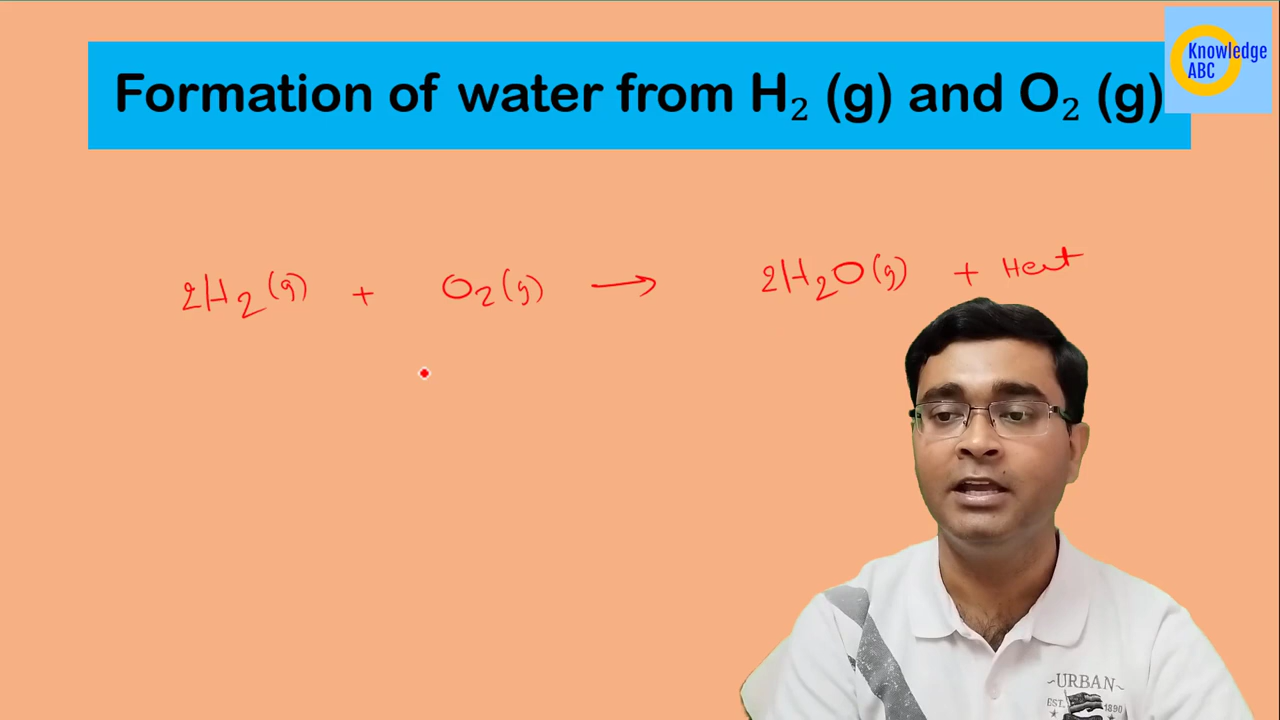 Knowledge
ABC
Formation of water from H₂ (g) and O₂ (g)
2H₂(g) + O₂(g) → 2H₂O(g) + Heat
~URBAN~
EST. 1890